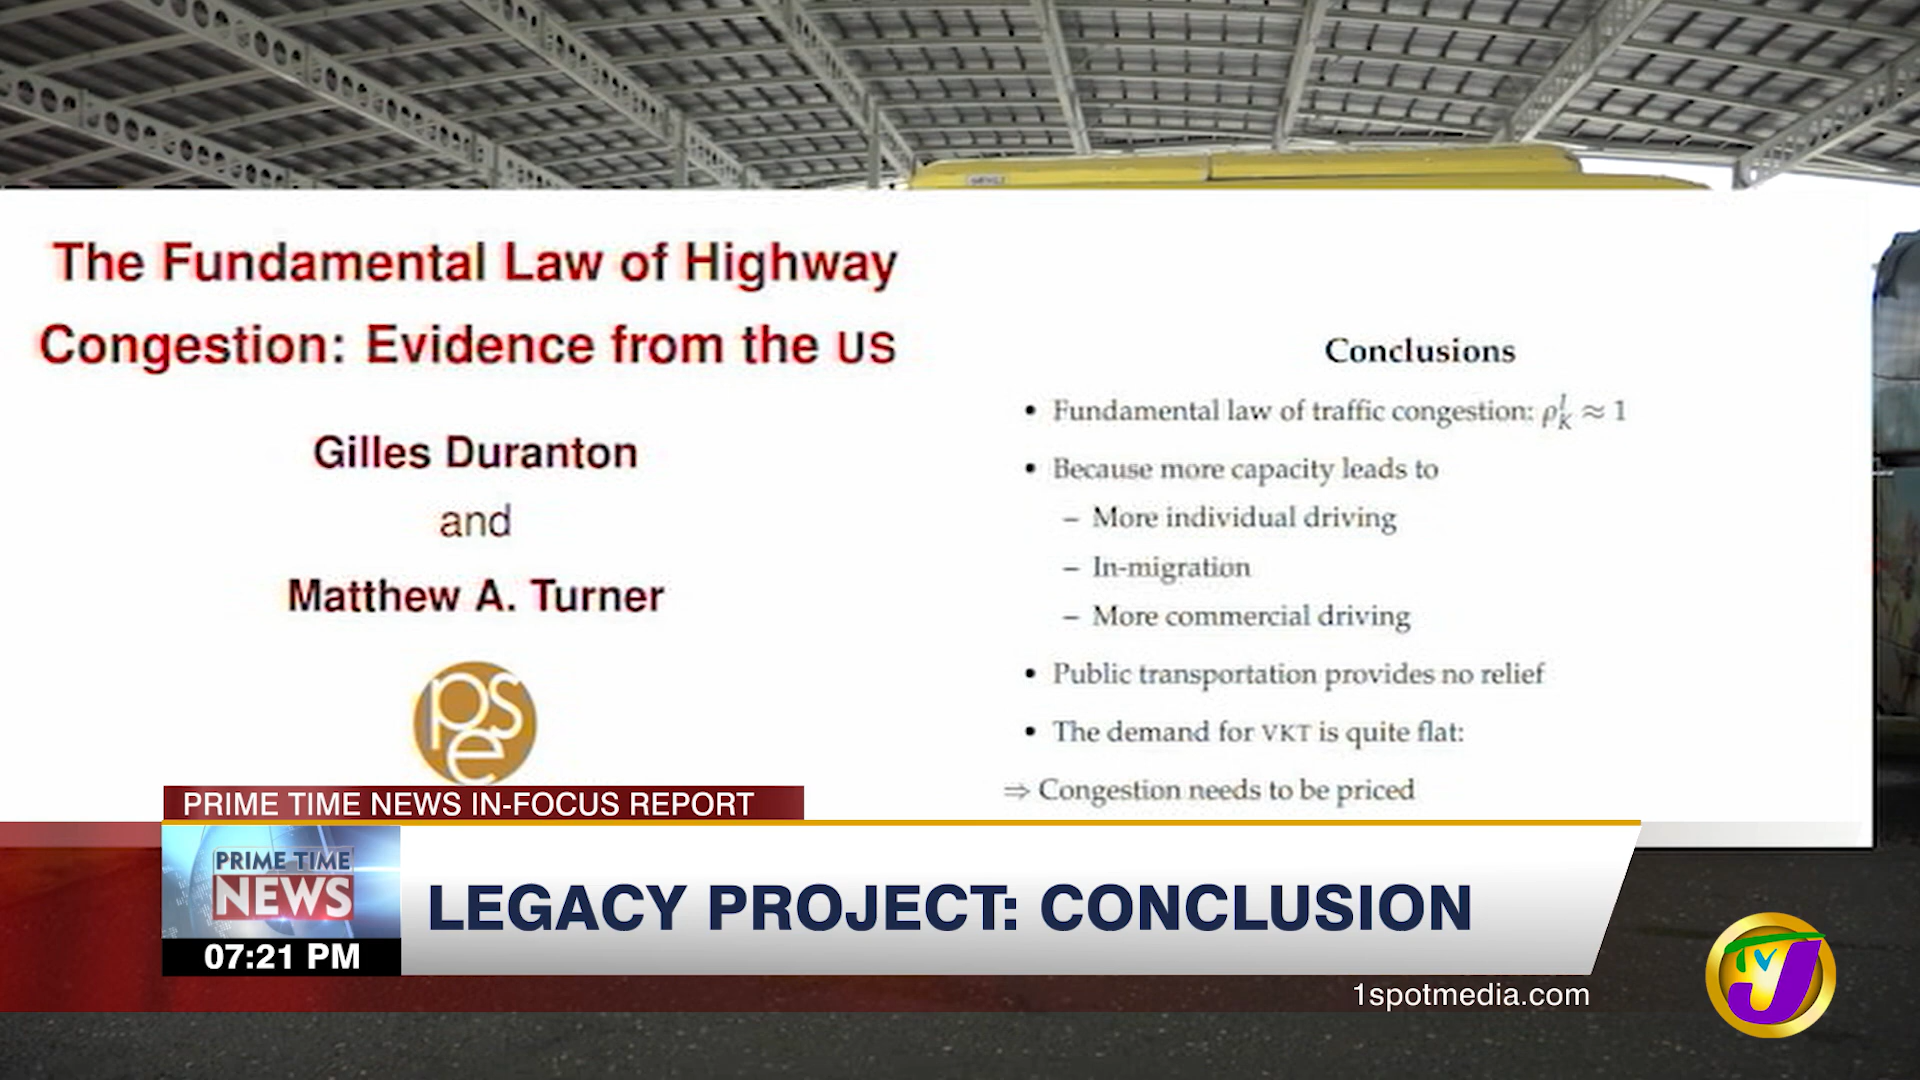 The Fundamental Law of Highway
Congestion: Evidence from the US
Gilles Duranton
and
Matthew A. Turner
pse
Conclusions
• Fundamental law of traffic congestion: ρₖˡ ≈ 1
• Because more capacity leads to
– More individual driving
– In-migration
– More commercial driving
• Public transportation provides no relief
• The demand for VKT is quite flat:
⇒ Congestion needs to be priced
PRIME TIME NEWS IN-FOCUS REPORT
PRIME TIME
NEWS
07:21 PM
LEGACY PROJECT: CONCLUSION
1spotmedia.com
TVJ